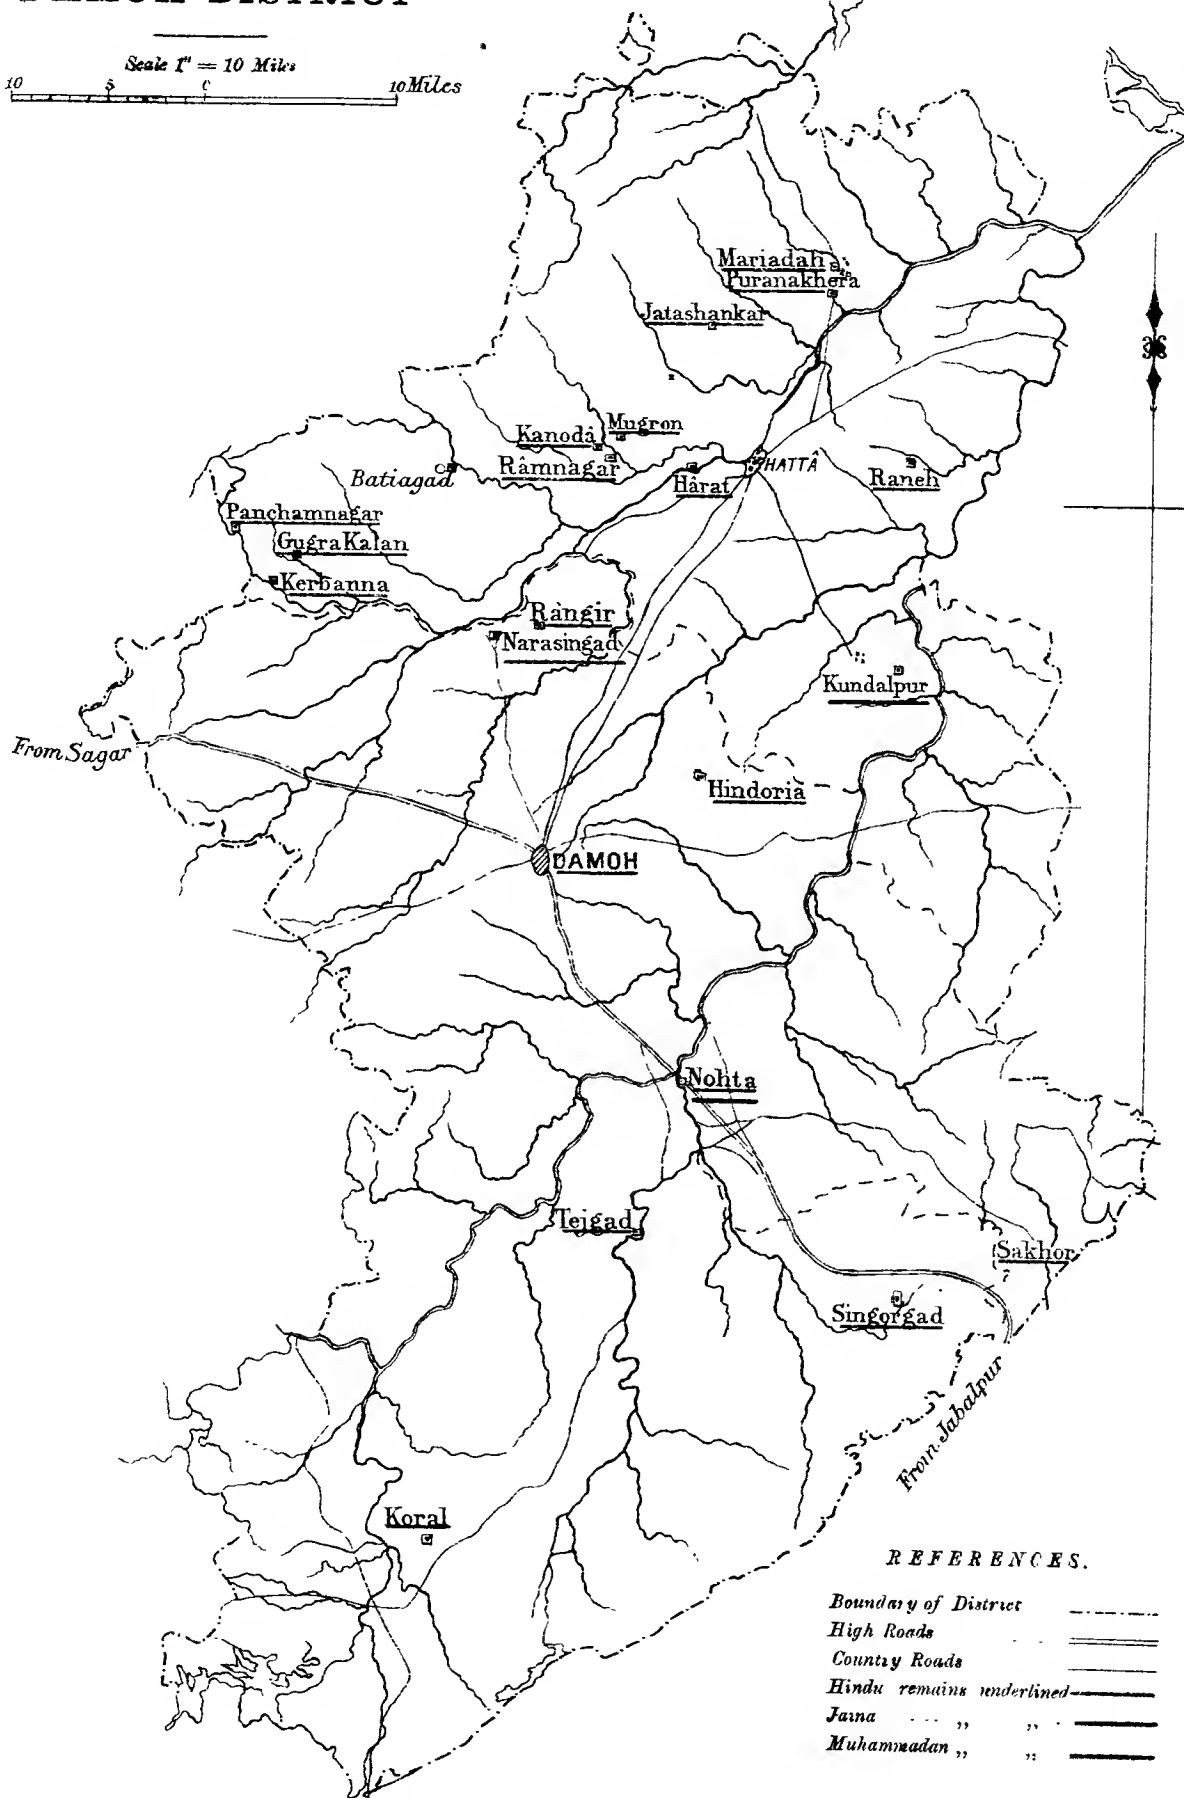 DISTRICT
Scale 1" = 10 Miles
10 5 0 10 Miles
Mariadah
Puranakhera
Jatashankar
Mugron
Kanodâ
Râmnagar
Batiagad
HATTÂ
Hârat
Raneh
Panchamnagar
Gugra Kalan
Kerbanna
Rângir
Narasingad
Kundalpur
From Sagar
Hindoria
DAMOH
Nohta
Tejgad
Sakhor
Singorgad
From Jabalpur
Koral
REFERENCES.
Boundary of District
High Roads
Country Roads
Hindu remains underlined
Jaina ... „ „
Muhammadan „ „